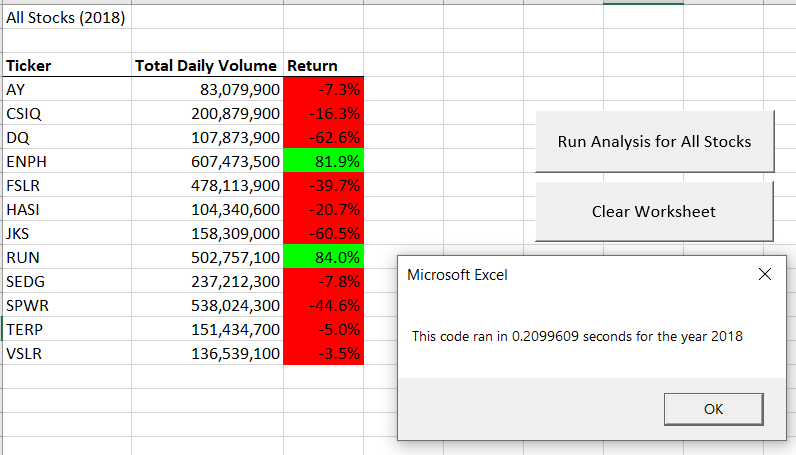 All Stocks (2018)
Ticker Total Daily Volume Return
AY 83,079,900 -7.3%
CSIQ 200,879,900 -16.3%
DQ 107,873,900 -62.6%
ENPH 607,473,500 81.9%
FSLR 478,113,900 -39.7%
HASI 104,340,600 -20.7%
JKS 158,309,000 -60.5%
RUN 502,757,100 84.0%
SEDG 237,212,300 -7.8%
SPWR 538,024,300 -44.6%
TERP 151,434,700 -5.0%
VSLR 136,539,100 -3.5%
Run Analysis for All Stocks
Clear Worksheet
Microsoft Excel
This code ran in 0.2099609 seconds for the year 2018
OK